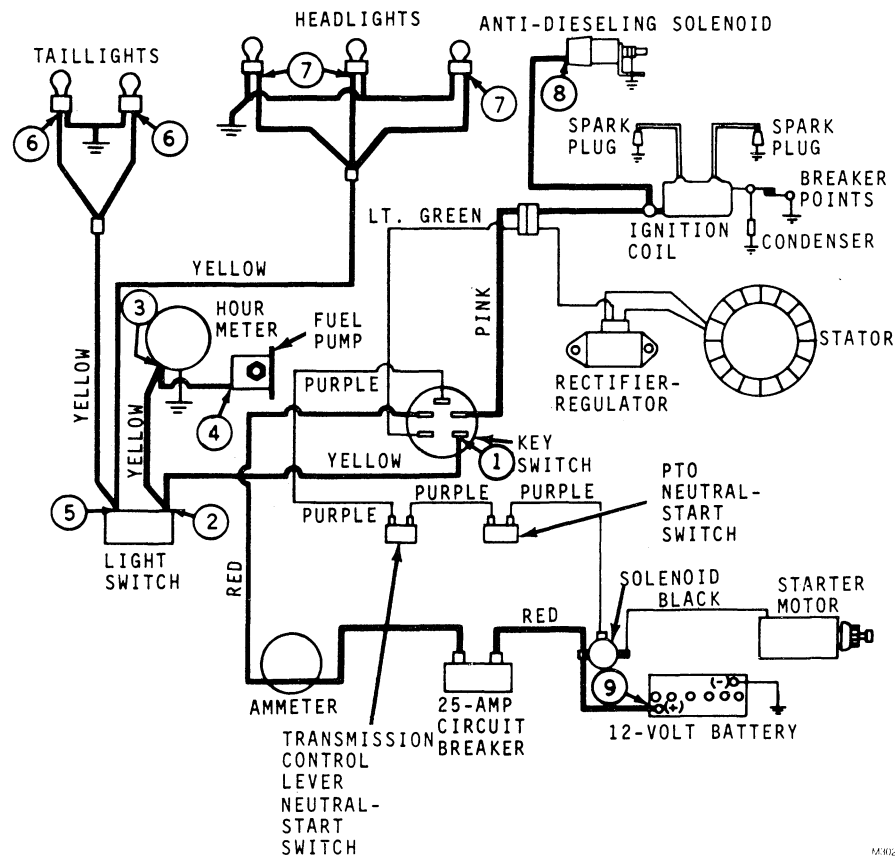 HEADLIGHTS
ANTI-DIESELING SOLENOID
TAILLIGHTS
7
7
8
6
6
SPARK
PLUG
SPARK
PLUG
BREAKER
POINTS
LT. GREEN
IGNITION
COIL
CONDENSER
YELLOW
3
HOUR
METER
FUEL
PUMP
PINK
STATOR
PURPLE
RECTIFIER-
REGULATOR
4
YELLOW
YELLOW
1
KEY
SWITCH
YELLOW
PTO
NEUTRAL-
START
SWITCH
PURPLE
PURPLE
PURPLE
5
2
LIGHT
SWITCH
RED
SOLENOID
BLACK
STARTER
MOTOR
RED
9
(-)
(+)
AMMETER
25-AMP
CIRCUIT
BREAKER
12-VOLT BATTERY
TRANSMISSION
CONTROL
LEVER
NEUTRAL-
START
SWITCH